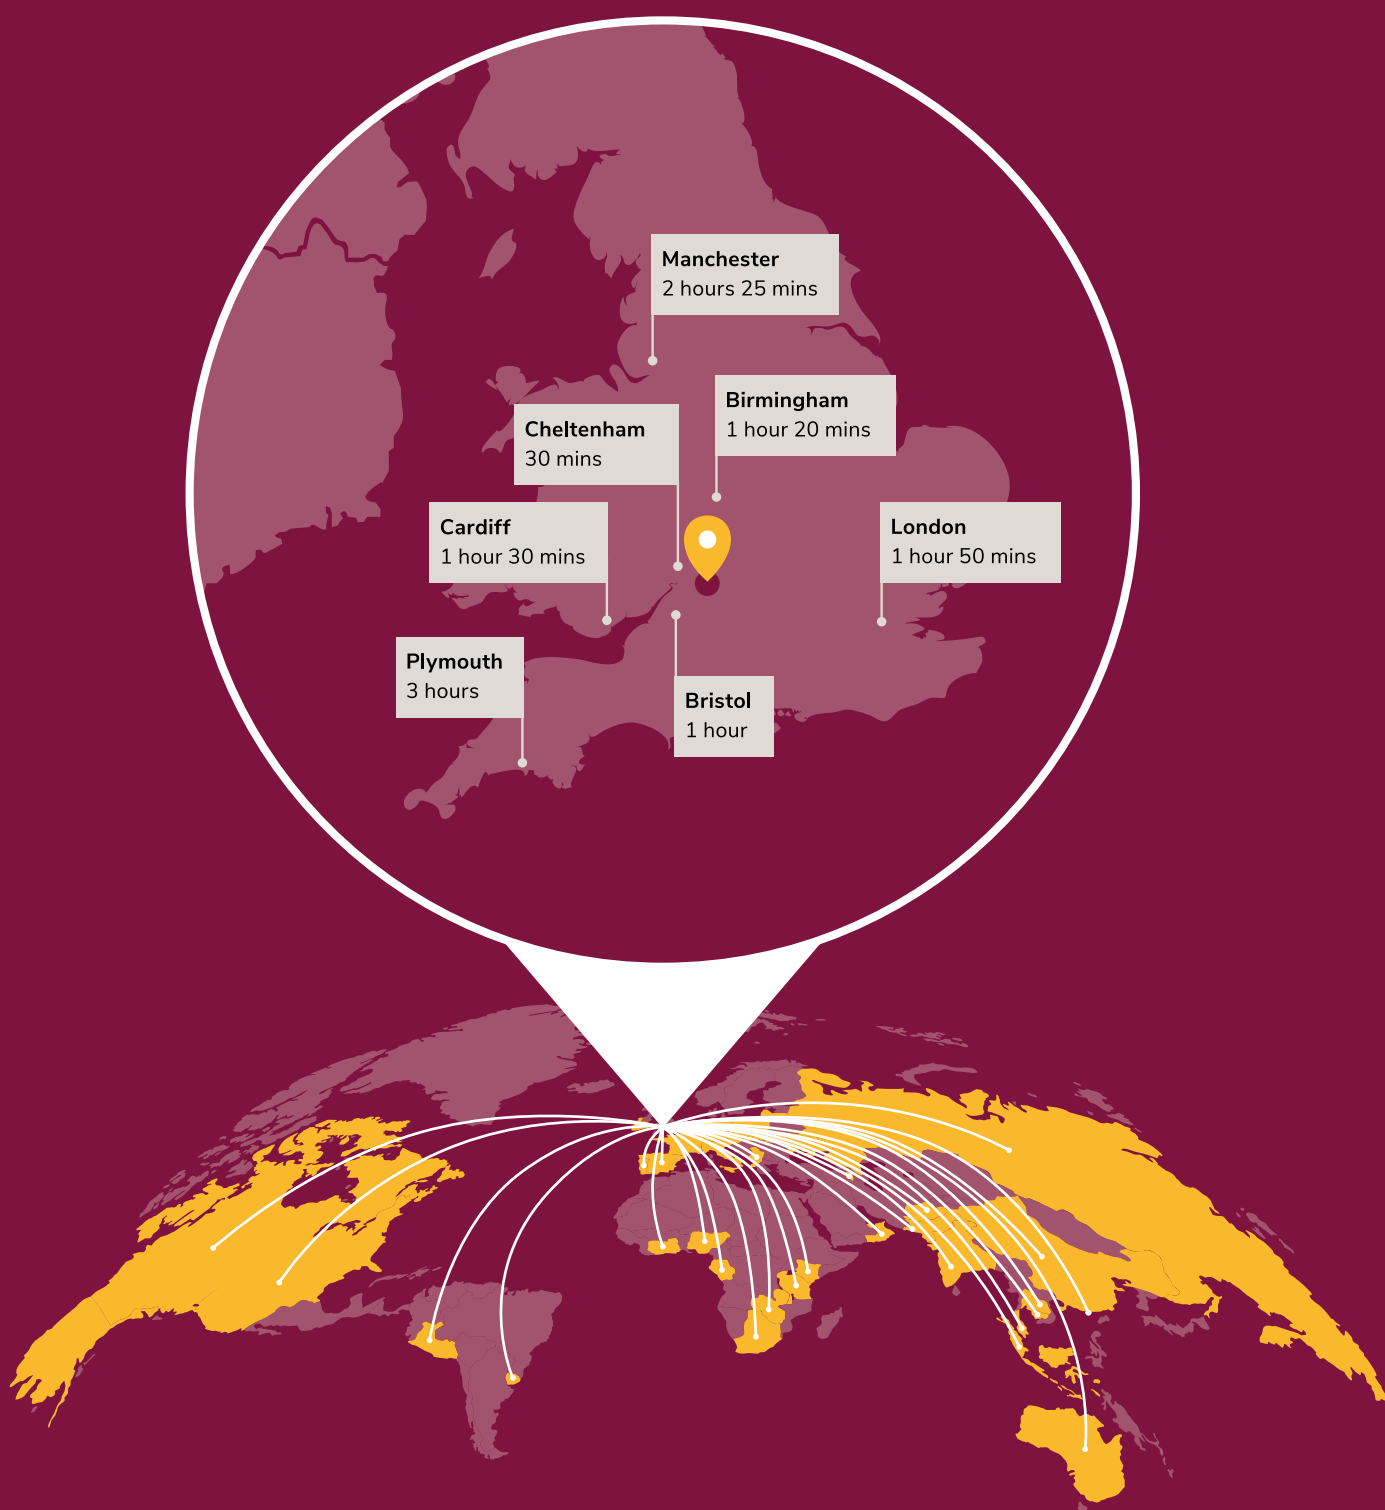 Manchester
2 hours 25 mins
Birmingham
1 hour 20 mins
Cheltenham
30 mins
Cardiff
1 hour 30 mins
London
1 hour 50 mins
Plymouth
3 hours
Bristol
1 hour